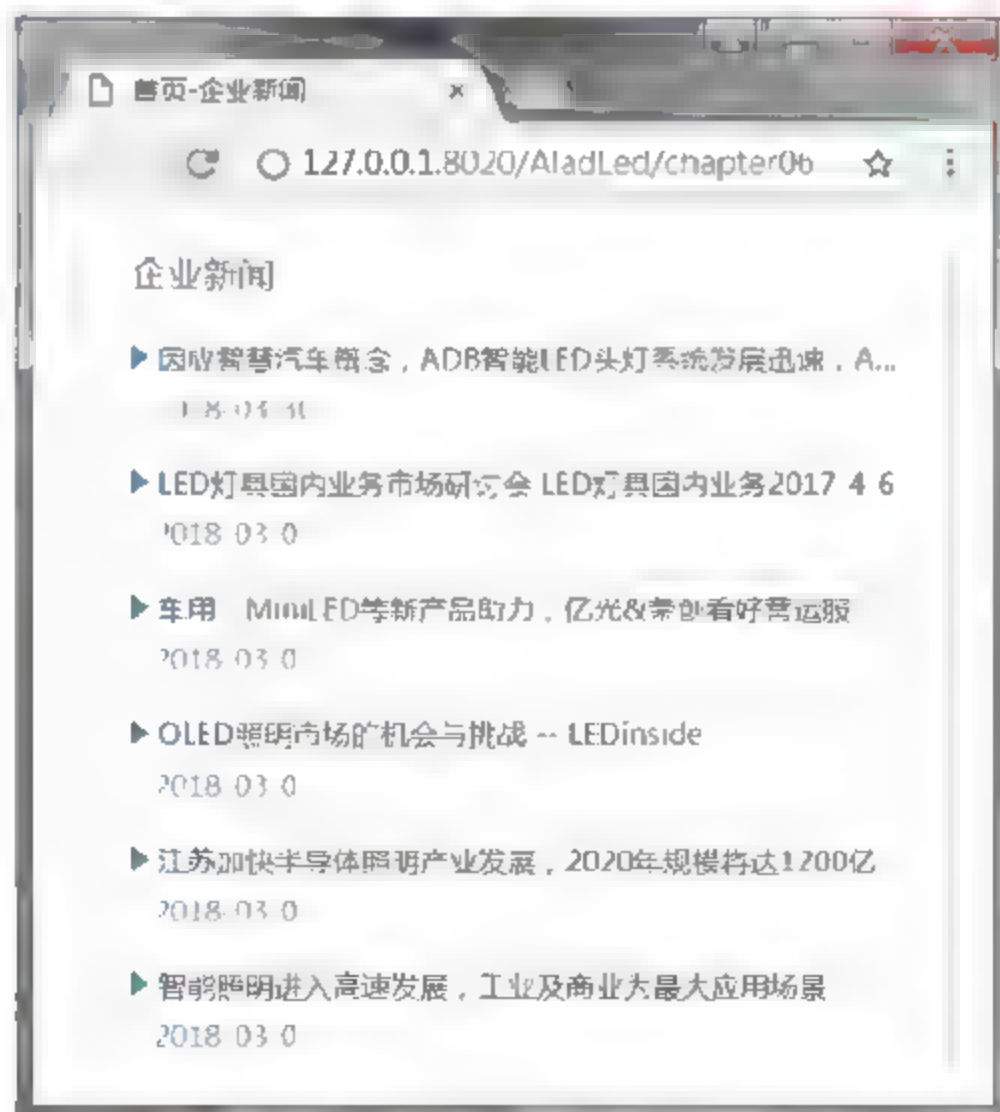 首页-企业新闻
127.0.0.1:8020/AladLed/chapter06
企业新闻
因应智慧汽车概念，ADB智能LED头灯系统发展迅速，A...
LED灯具国内业务市场研讨会 LED灯具国内业务2017 4 6
2018 03 0
车用 MiniLED等新产品助力，亿光&荣创看好营运
2018 03 0
OLED照明市场的机会与挑战 -- LEDinside
2018 03 0
江苏加快半导体照明产业发展，2020年规模将达1200亿
2018-03 0
智能照明进入高速发展，工业及商业大最大应用场景
2018 03 0